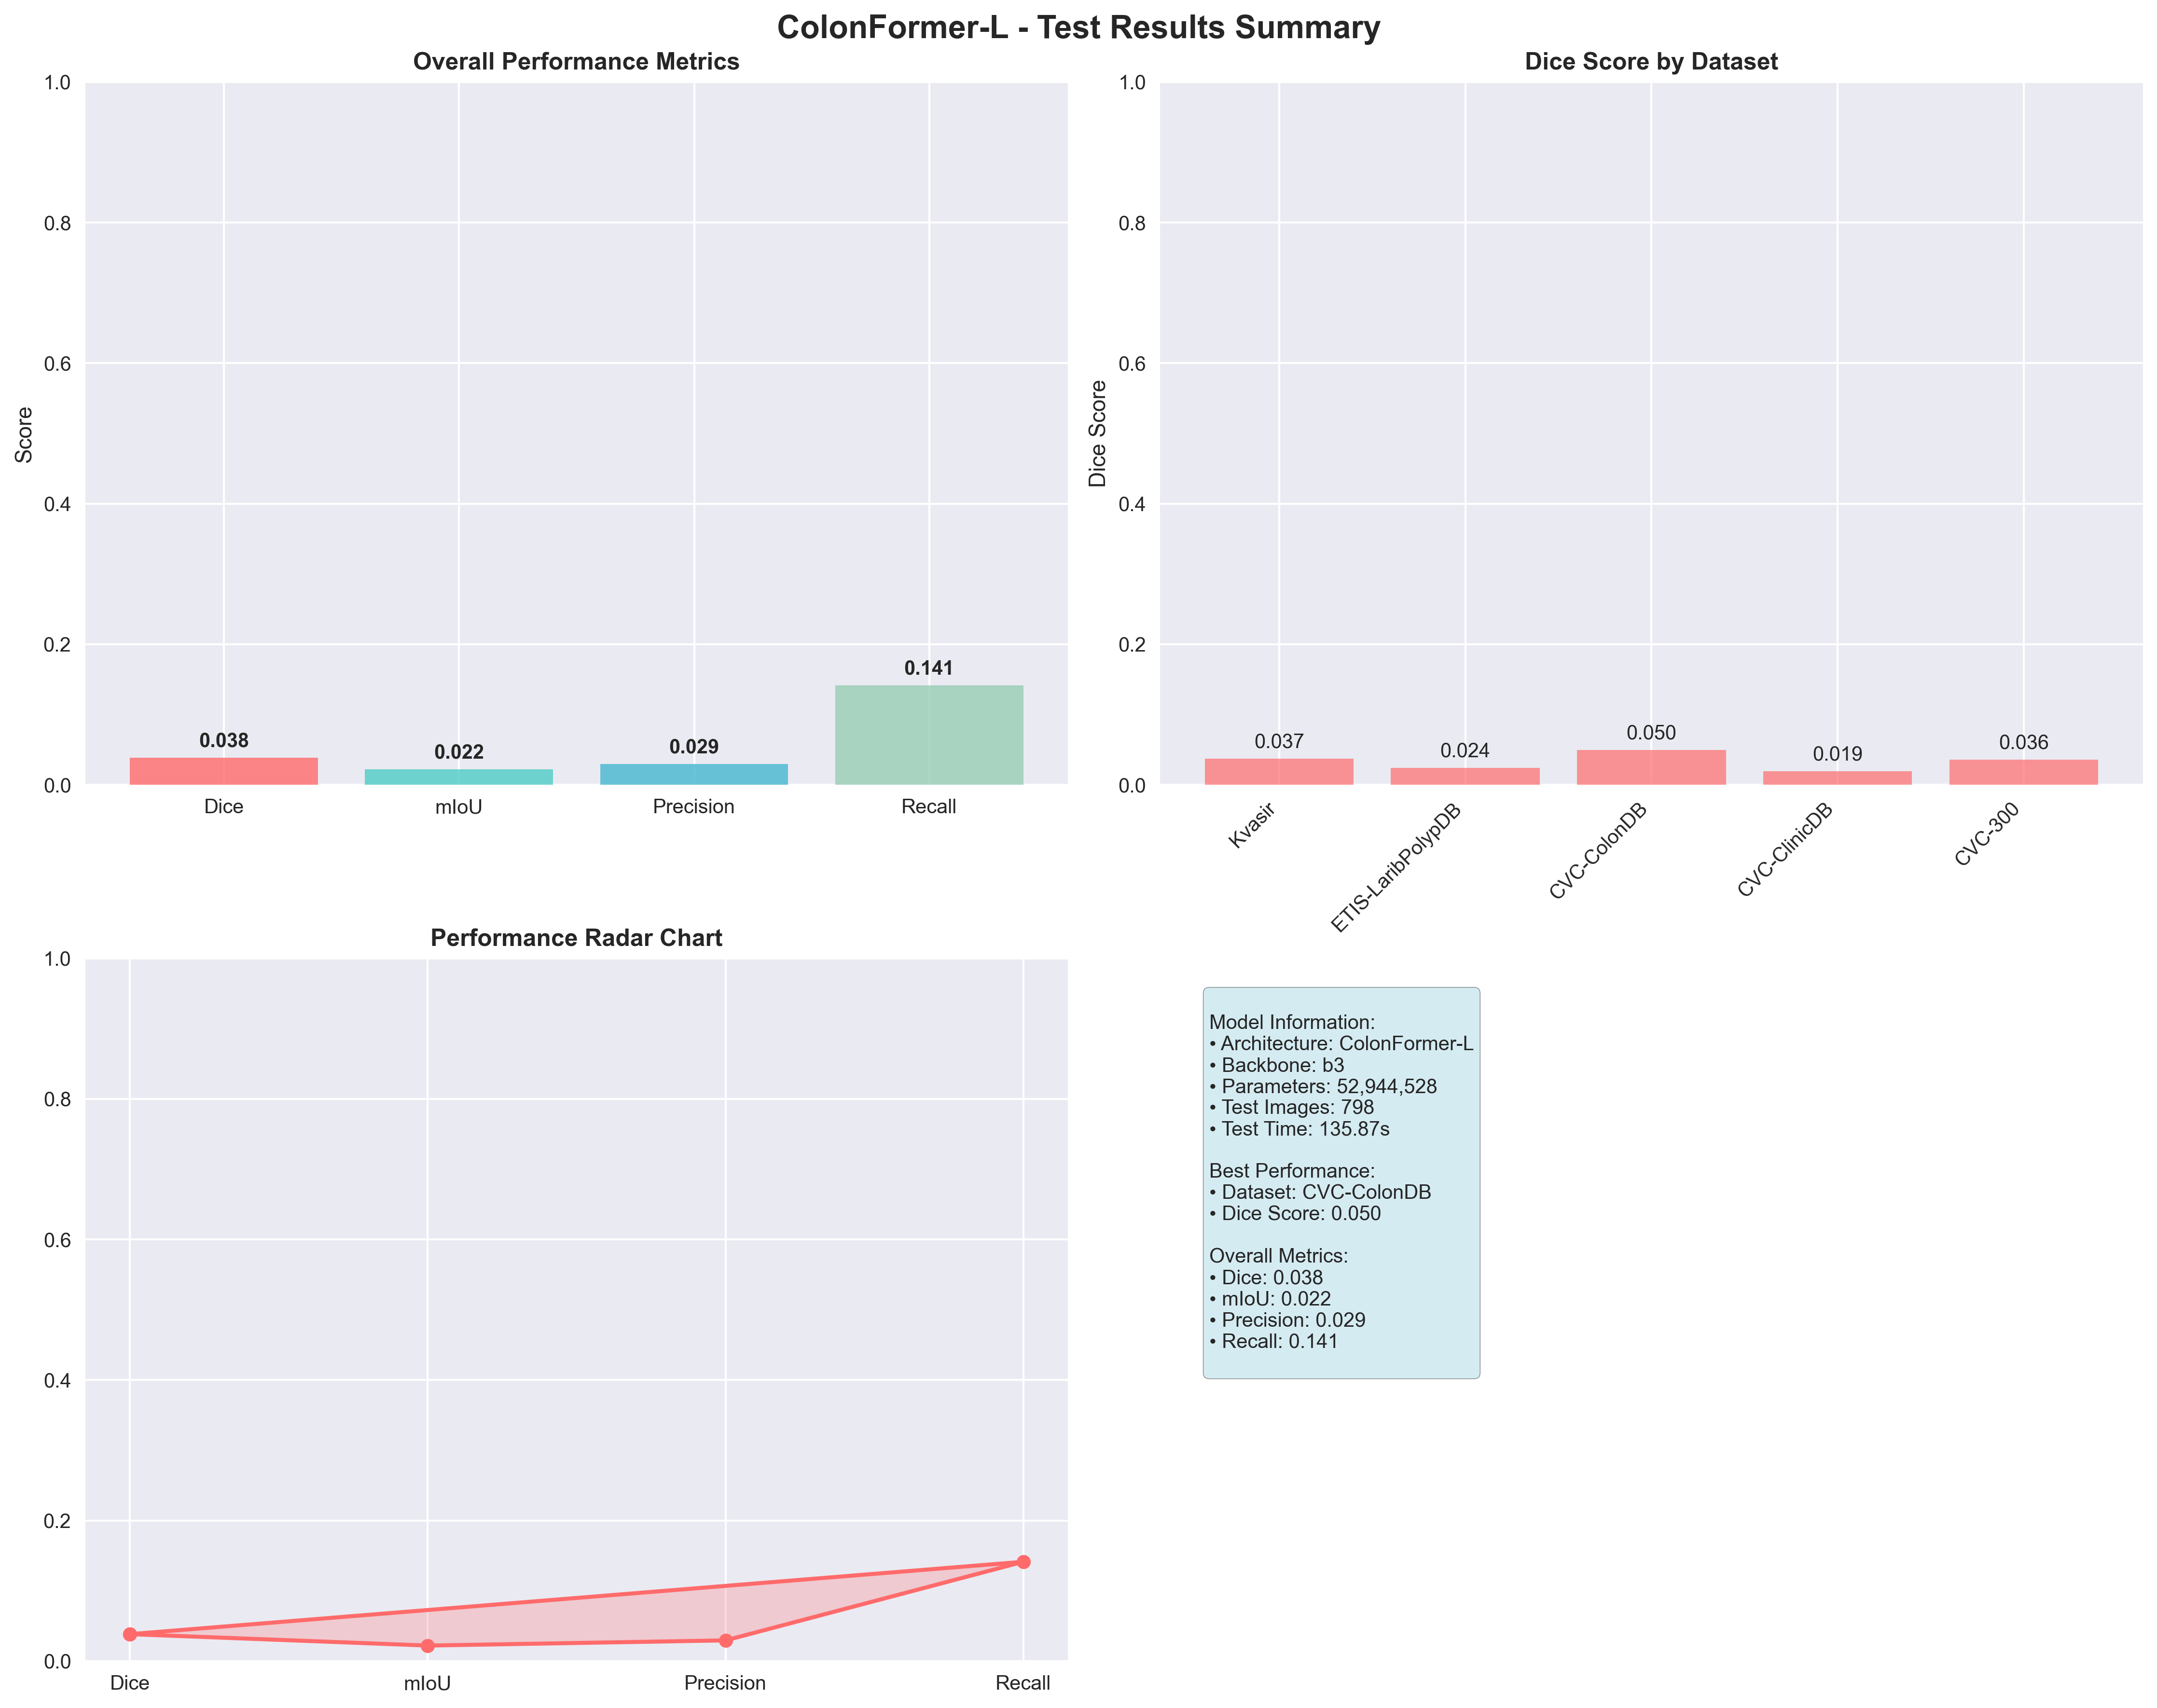 ColonFormer-L - Test Results Summary
Overall Performance Metrics
1.0
0.8
0.6
0.4
0.2
0.0
Score
0.038
0.022
0.029
0.141
Dice
mIoU
Precision
Recall
Dice Score by Dataset
1.0
0.8
0.6
0.4
0.2
0.0
Dice Score
0.037
0.024
0.050
0.019
0.036
Kvasir
ETIS-LaribPolypDB
CVC-ColonDB
CVC-ClinicDB
CVC-300
Performance Radar Chart
1.0
0.8
0.6
0.4
0.2
0.0
Dice
mIoU
Precision
Recall
Model Information:
• Architecture: ColonFormer-L
• Backbone: b3
• Parameters: 52,944,528
• Test Images: 798
• Test Time: 135.87s
Best Performance:
• Dataset: CVC-ColonDB
• Dice Score: 0.050
Overall Metrics:
• Dice: 0.038
• mIoU: 0.022
• Precision: 0.029
• Recall: 0.141